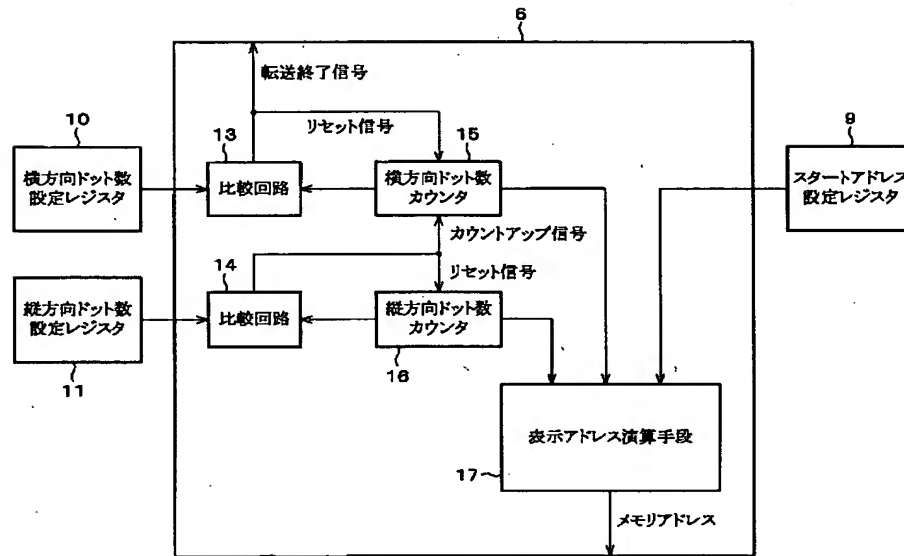 6
転送終了信号
10
13
リセット信号
15
9
横方向ドット数
設定レジスタ
比較回路
横方向ドット数
カウンタ
スタートアドレス
設定レジスタ
カウントアップ信号
14
リセット信号
縦方向ドット数
設定レジスタ
比較回路
縦方向ドット数
カウンタ
11
16
表示アドレス演算手段
17
メモリアドレス